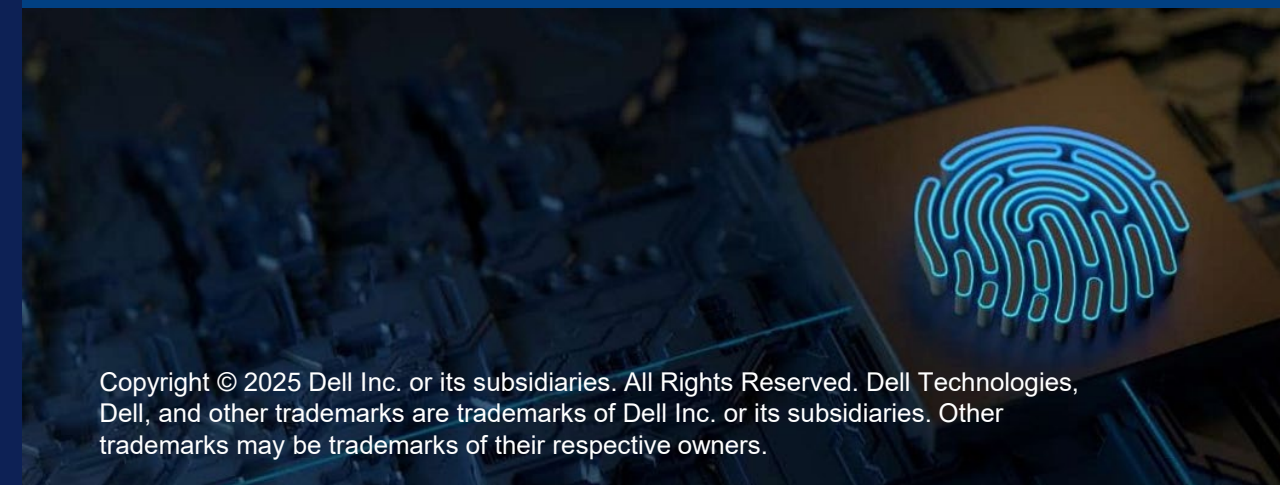 Copyright © 2025 Dell Inc. or its subsidiaries. All Rights Reserved. Dell Technologies,
Dell, and other trademarks are trademarks of Dell Inc. or its subsidiaries. Other
trademarks may be trademarks of their respective owners.